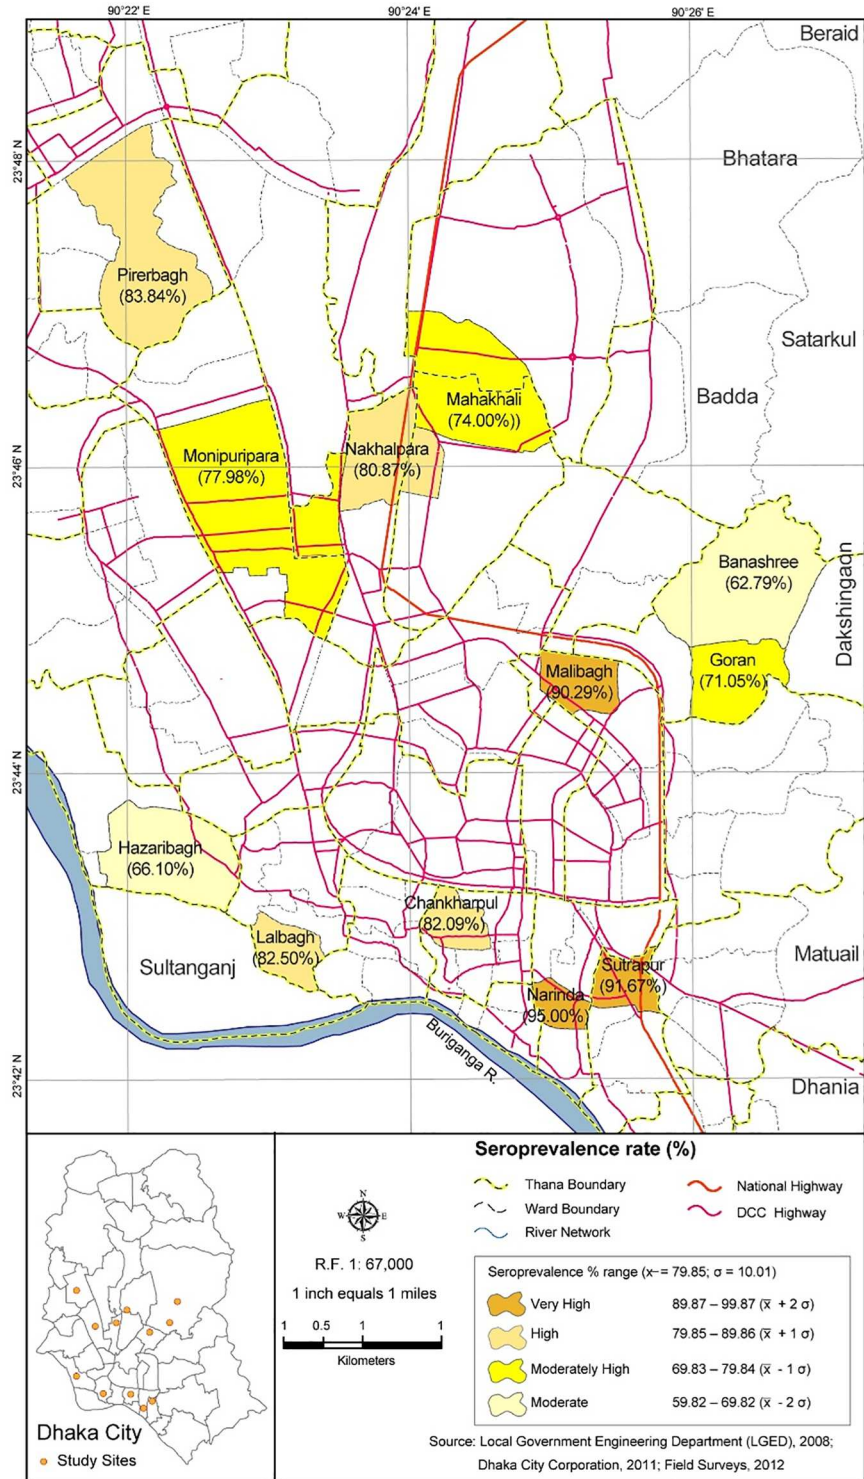 90°22' E
90°24' E
90°26' E
Beraid
23°48' N
Bhatara
Pirerbagh
(83.84%)
Satarkul
Badda
Mahakhali
(74.00%))
Monipuripara
(77.98%)
Nakhalpara
(80.87%)
23°46' N
Banashree
(62.79%)
Dakshingadn
Goran
(71.05%)
Malibagh
(90.29%)
23°44' N
Hazaribagh
(66.10%)
Chankharpul
(82.09%)
Lalbagh
(82.50%)
Sultanganj
Matuail
Sutrapur
(91.67%)
Narinda
(95.00%)
Buriganga R.
23°42' N
Dhania
Seroprevalence rate (%)
Thana Boundary
National Highway
Ward Boundary
DCC Highway
River Network
N
W
E
S
R.F. 1: 67,000
1 inch equals 1 miles
1 0.5 1 1
Kilometers
Seroprevalence % range (x-= 79.85; σ = 10.01)
Very High 89.87 – 99.87 (x̄ + 2 σ)
High 79.85 – 89.86 (x̄ + 1 σ)
Moderately High 69.83 – 79.84 (x̄ - 1 σ)
Moderate 59.82 – 69.82 (x̄ - 2 σ)
Dhaka City
Study Sites
Source: Local Government Engineering Department (LGED), 2008;
Dhaka City Corporation, 2011; Field Surveys, 2012